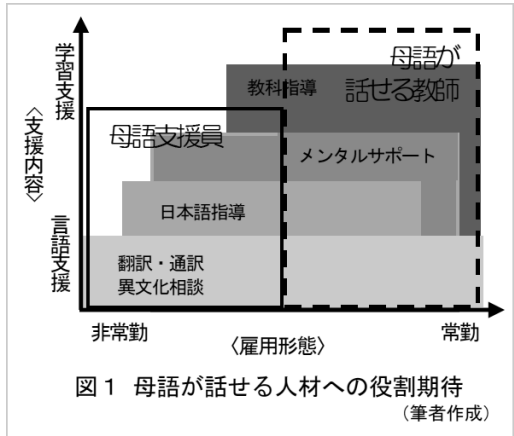 学習支援
〈支援内容〉
言語支援
母語が
話せる教師
教科指導
母語支援員
メンタルサポート
日本語指導
翻訳・通訳
異文化相談
非常勤
〈雇用形態〉
常勤
図1 母語が話せる人材への役割期待
(筆者作成)